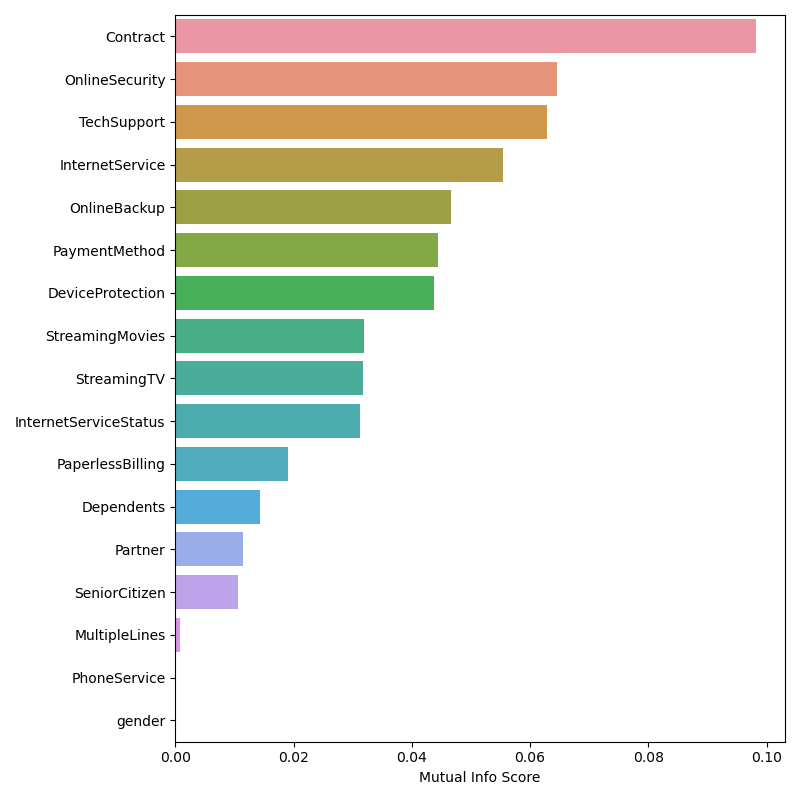 Contract
OnlineSecurity
TechSupport
InternetService
OnlineBackup
PaymentMethod
DeviceProtection
StreamingMovies
StreamingTV
InternetServiceStatus
PaperlessBilling
Dependents
Partner
SeniorCitizen
MultipleLines
PhoneService
gender
0.00 0.02 0.04 0.06 0.08 0.10
Mutual Info Score